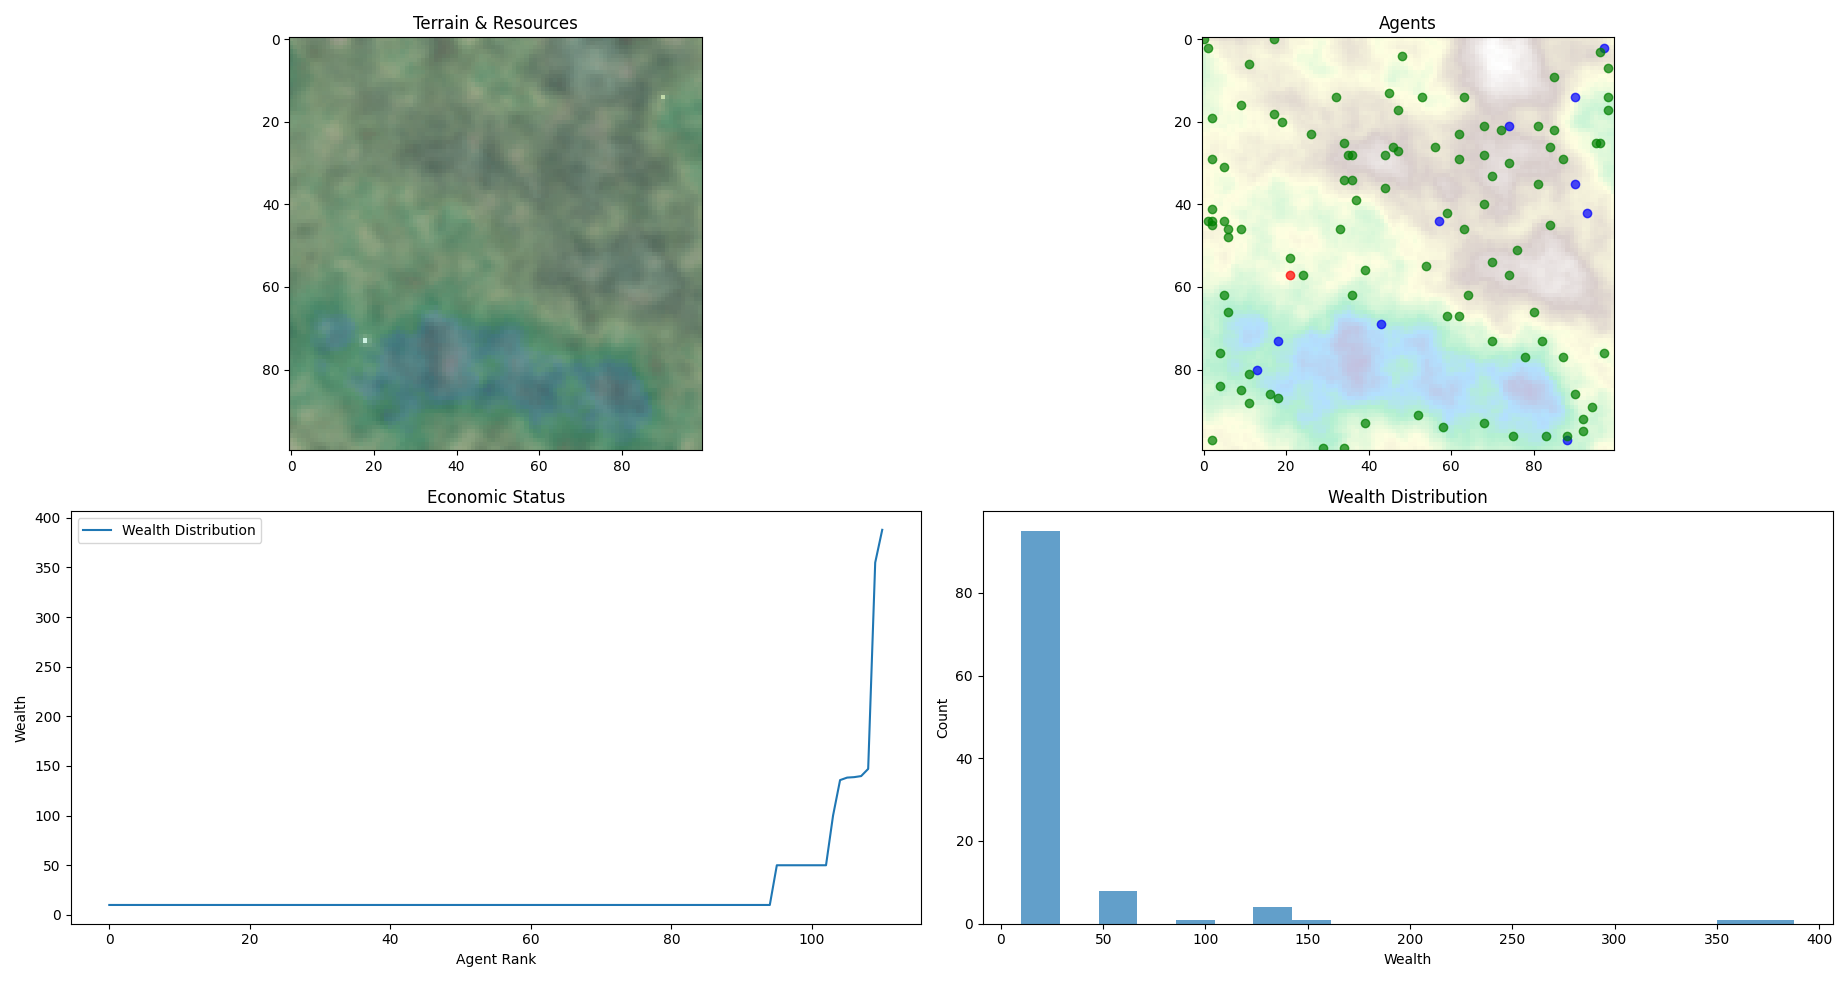 Terrain & Resources
0
20
40
60
80
0 20 40 60 80
Agents
0
20
40
60
80
0 20 40 60 80
Economic Status
Wealth Distribution
400
350
300
250
200
150
100
50
0
Wealth
0 20 40 60 80 100
Agent Rank
Wealth Distribution
80
60
40
20
0
Count
0 50 100 150 200 250 300 350 400
Wealth